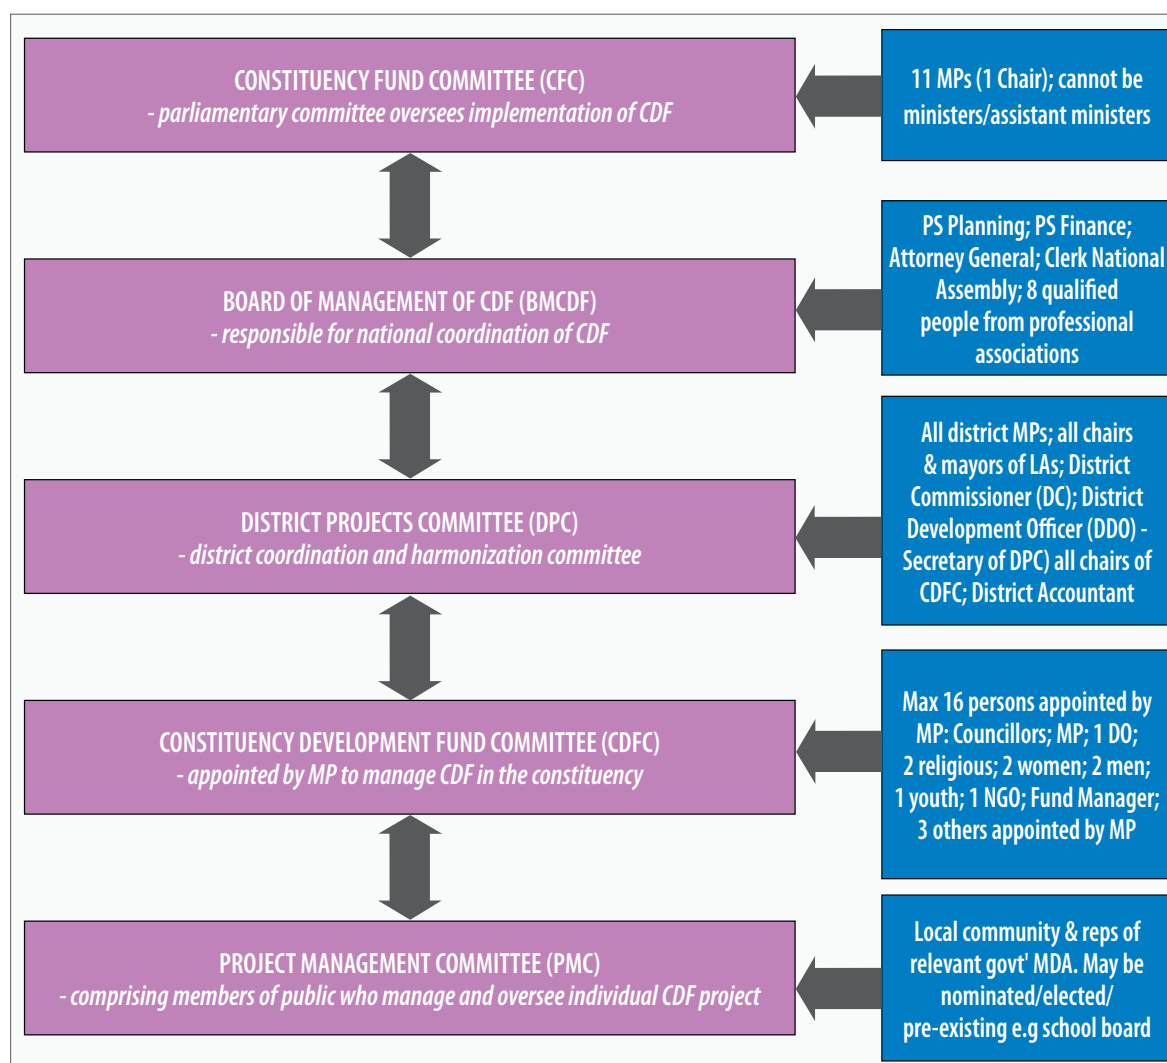 CONSTITUENCY FUND COMMITTEE (CFC)
- parliamentary committee oversees implementation of CDF
11 MPs (1 Chair); cannot be
ministers/assistant ministers
BOARD OF MANAGEMENT OF CDF (BMCDF)
- responsible for national coordination of CDF
PS Planning; PS Finance;
Attorney General; Clerk National
Assembly; 8 qualified
people from professional
associations
DISTRICT PROJECTS COMMITTEE (DPC)
- district coordination and harmonization committee
All district MPs; all chairs
& mayors of LAs; District
Commissioner (DC); District
Development Officer (DDO) -
Secretary of DPC) all chairs of
CDFC; District Accountant
CONSTITUENCY DEVELOPMENT FUND COMMITTEE (CDFC)
- appointed by MP to manage CDF in the constituency
Max 16 persons appointed by
MP: Councillors; MP; 1 DO;
2 religious; 2 women; 2 men;
1 youth; 1 NGO; Fund Manager;
3 others appointed by MP
PROJECT MANAGEMENT COMMITTEE (PMC)
- comprising members of public who manage and oversee individual CDF project
Local community & reps of
relevant govt' MDA. May be
nominated/elected/
pre-existing e.g school board